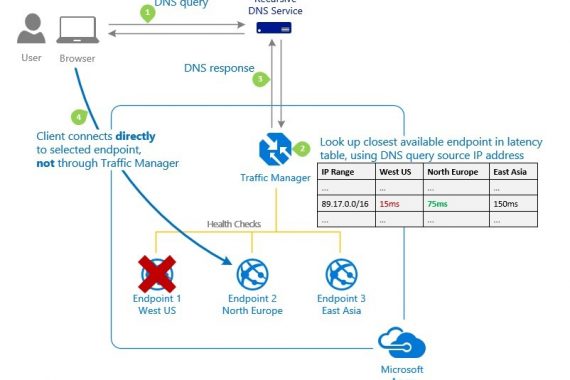 DNS query
1
Recursive
DNS Service
User
Browser
DNS response
3
4
Client connects directly
to selected endpoint,
not through Traffic Manager
2
Look up closest available endpoint in latency
table, using DNS query source IP address
Traffic Manager
IP Range West US North Europe East Asia
... ... ... ...
89.17.0.0/16 15ms 75ms 150ms
... ... ... ...
Health Checks
Endpoint 1
West US
Endpoint 2
North Europe
Endpoint 3
East Asia
Microsoft